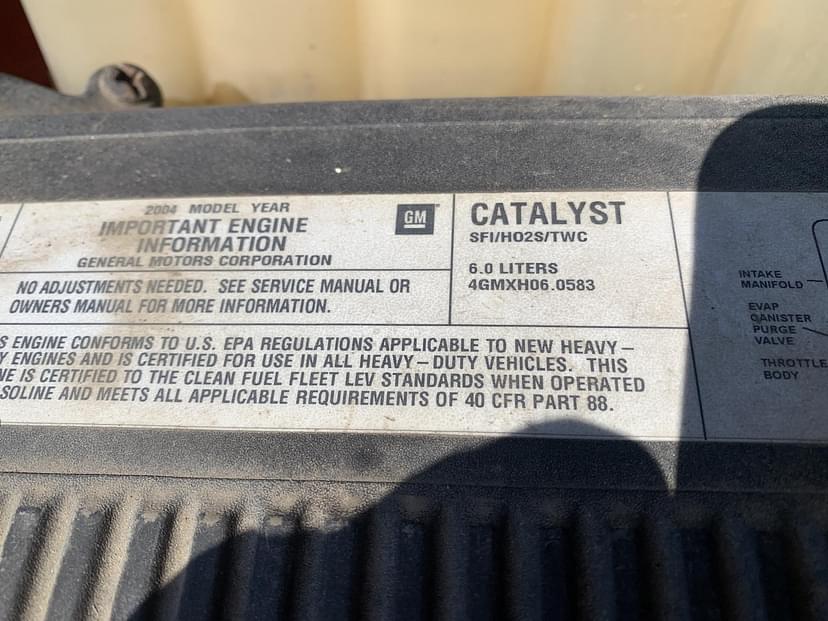 2004 MODEL YEAR
IMPORTANT ENGINE
INFORMATION
GENERAL MOTORS CORPORATION
GM
NO ADJUSTMENTS NEEDED. SEE SERVICE MANUAL OR
OWNERS MANUAL FOR MORE INFORMATION.
CATALYST
SFI/HO2S/TWC
6.0 LITERS
4GMXH06.0583
S ENGINE CONFORMS TO U.S. EPA REGULATIONS APPLICABLE TO NEW HEAVY–
Y ENGINES AND IS CERTIFIED FOR USE IN ALL HEAVY–DUTY VEHICLES. THIS
NE IS CERTIFIED TO THE CLEAN FUEL FLEET LEV STANDARDS WHEN OPERATED
ASOLINE AND MEETS ALL APPLICABLE REQUIREMENTS OF 40 CFR PART 88.
INTAKE
MANIFOLD
EVAP
CANISTER
PURGE
VALVE
THROTTLE
BODY